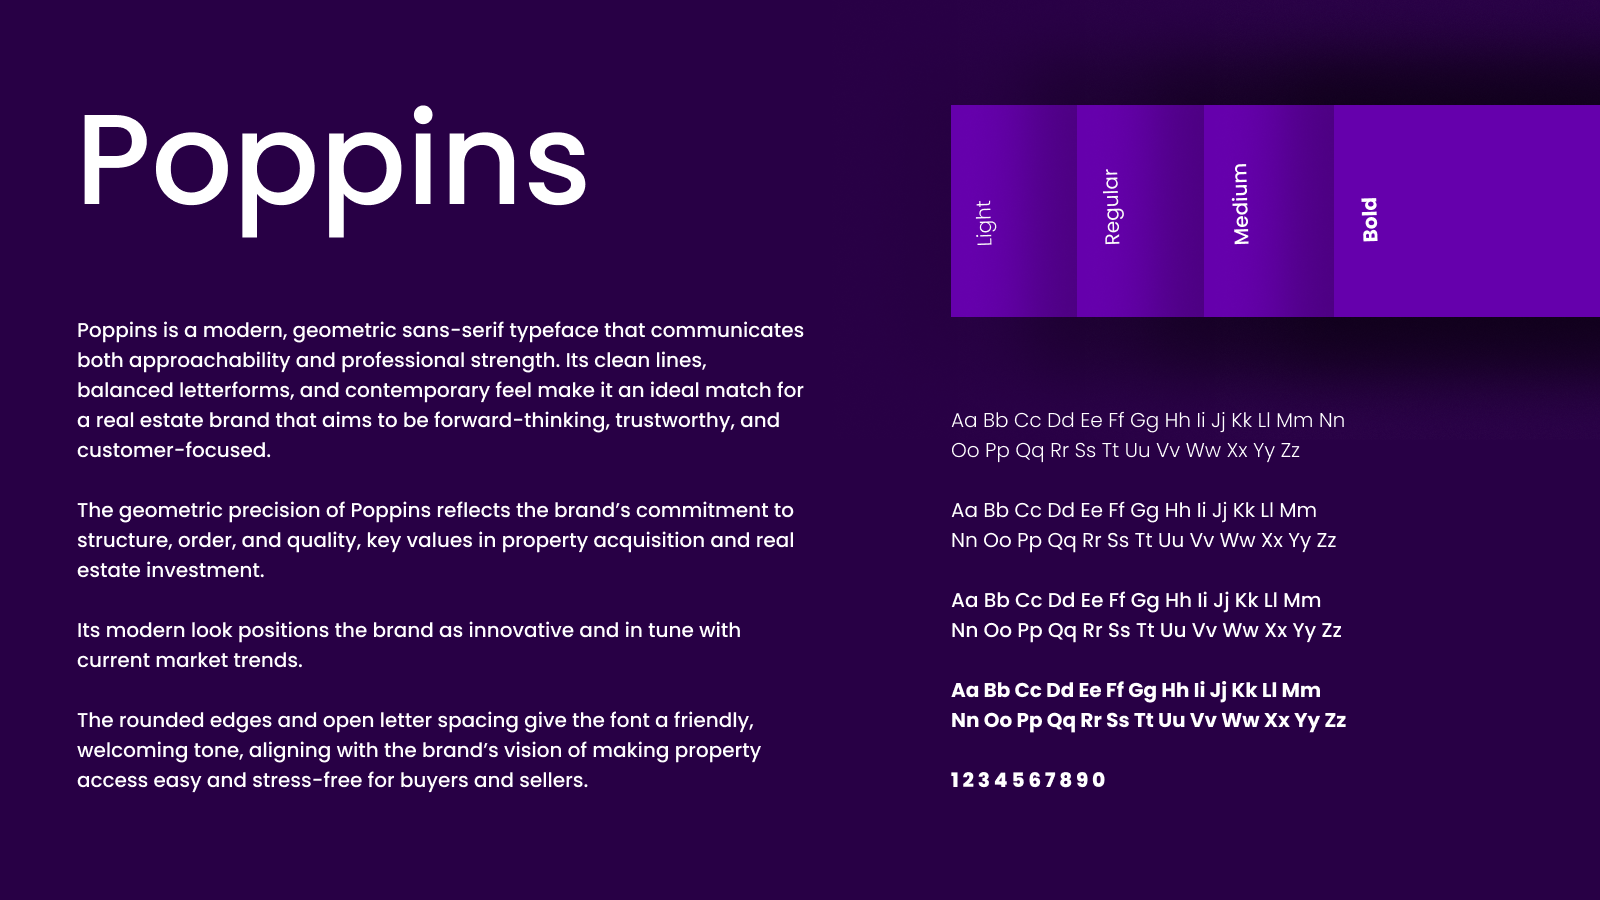 Poppins
Poppins is a modern, geometric sans-serif typeface that communicates
both approachability and professional strength. Its clean lines,
balanced letterforms, and contemporary feel make it an ideal match for
a real estate brand that aims to be forward-thinking, trustworthy, and
customer-focused.
The geometric precision of Poppins reflects the brand’s commitment to
structure, order, and quality, key values in property acquisition and real
estate investment.
Its modern look positions the brand as innovative and in tune with
current market trends.
The rounded edges and open letter spacing give the font a friendly,
welcoming tone, aligning with the brand’s vision of making property
access easy and stress-free for buyers and sellers.
Light
Regular
Medium
Bold
Aa Bb Cc Dd Ee Ff Gg Hh Ii Jj Kk Ll Mm Nn
Oo Pp Qq Rr Ss Tt Uu Vv Ww Xx Yy Zz
Aa Bb Cc Dd Ee Ff Gg Hh Ii Jj Kk Ll Mm
Nn Oo Pp Qq Rr Ss Tt Uu Vv Ww Xx Yy Zz
Aa Bb Cc Dd Ee Ff Gg Hh Ii Jj Kk Ll Mm
Nn Oo Pp Qq Rr Ss Tt Uu Vv Ww Xx Yy Zz
Aa Bb Cc Dd Ee Ff Gg Hh Ii Jj Kk Ll Mm
Nn Oo Pp Qq Rr Ss Tt Uu Vv Ww Xx Yy Zz
1 2 3 4 5 6 7 8 9 0